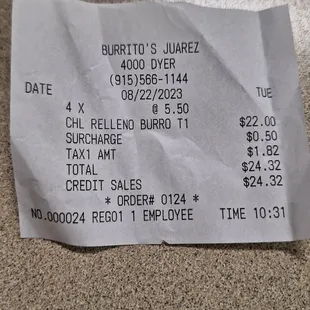 BURRITO'S JUAREZ
4000 DYER
(915)566-1144
DATE 08/22/2023 TUE
4 X @ 5.50
CHL RELLENO BURRO T1 $22.00
SURCHARGE $0.50
TAX1 AMT $1.82
TOTAL $24.32
CREDIT SALES $24.32
* ORDER# 0124 *
NO.000024 REG01 1 EMPLOYEE TIME 10:31